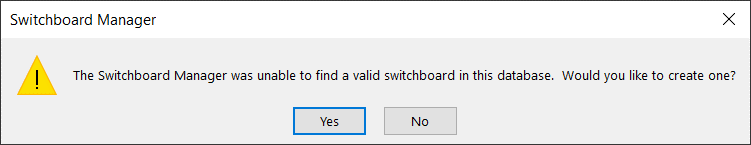 Switchboard Manager
The Switchboard Manager was unable to find a valid switchboard in this database.  Would you like to create one?
Yes
No